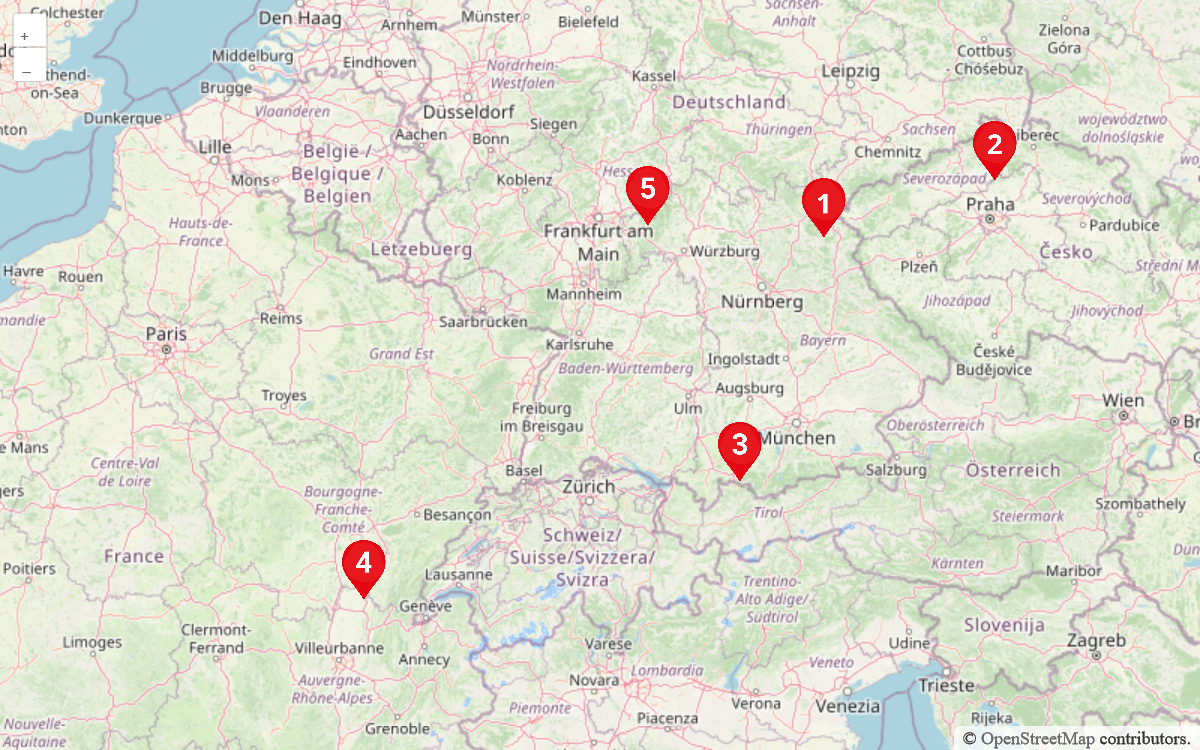 Colchester
Den Haag
Arnhem
Münster
Bielefeld
Sachsen-
Anhalt
Zielona
Góra
+
–
thend-
on-Sea
Middelburg
Eindhoven
Nordrhein-
Westfalen
Kassel
Leipzig
Cottbus
- Chóśebuz
Brugge
Dunkerque
Vlaanderen
Düsseldorf
Deutschland
Siegen
Aachen
Bonn
Thüringen
Sachsen
Chemnitz
iberec
województwo
dolnośląskie
Lille
België /
Belgique /
Belgien
Mons
Koblenz
Hess
Severozápad
2
1
5
Praha
Severovýchod
Pardubice
Hauts-de-
France
Lëtzebuerg
Frankfurt am
Main
Würzburg
Česko
Plzeň
Střední M
Havre
Rouen
Mannheim
Nürnberg
Jihozápad
Jihovýchod
mandie
Reims
Saarbrücken
Paris
Karlsruhe
Bayern
Grand Est
Baden-Württemberg
Ingolstadt
České
Budějovice
Troyes
Augsburg
Ulm
Freiburg
im Breisgau
Wien
Br
Oberösterreich
München
3
e Mans
Centre-Val
de Loire
Basel
Zürich
Salzburg
Österreich
gers
Bourgogne-
Franche-
Comté
Besançon
Tirol
Szombathely
Steiermark
France
Schweiz/
Suisse/Svizzera/
Svizra
4
Poitiers
Lausanne
Genève
Kärnten
Maribor
Trentino-
Alto Adige/
Südtirol
Limoges
Clermont-
Ferrand
Villeurbanne
Annecy
Varese
Udine
Slovenija
Zagreb
Auvergne-
Rhône-Alpes
Novara
Lombardia
Veneto
Trieste
Piemonte
Verona
Venezia
Nouvelle-
Aquitaine
Grenoble
Piacenza
Rijeka
© OpenStreetMap contributors.